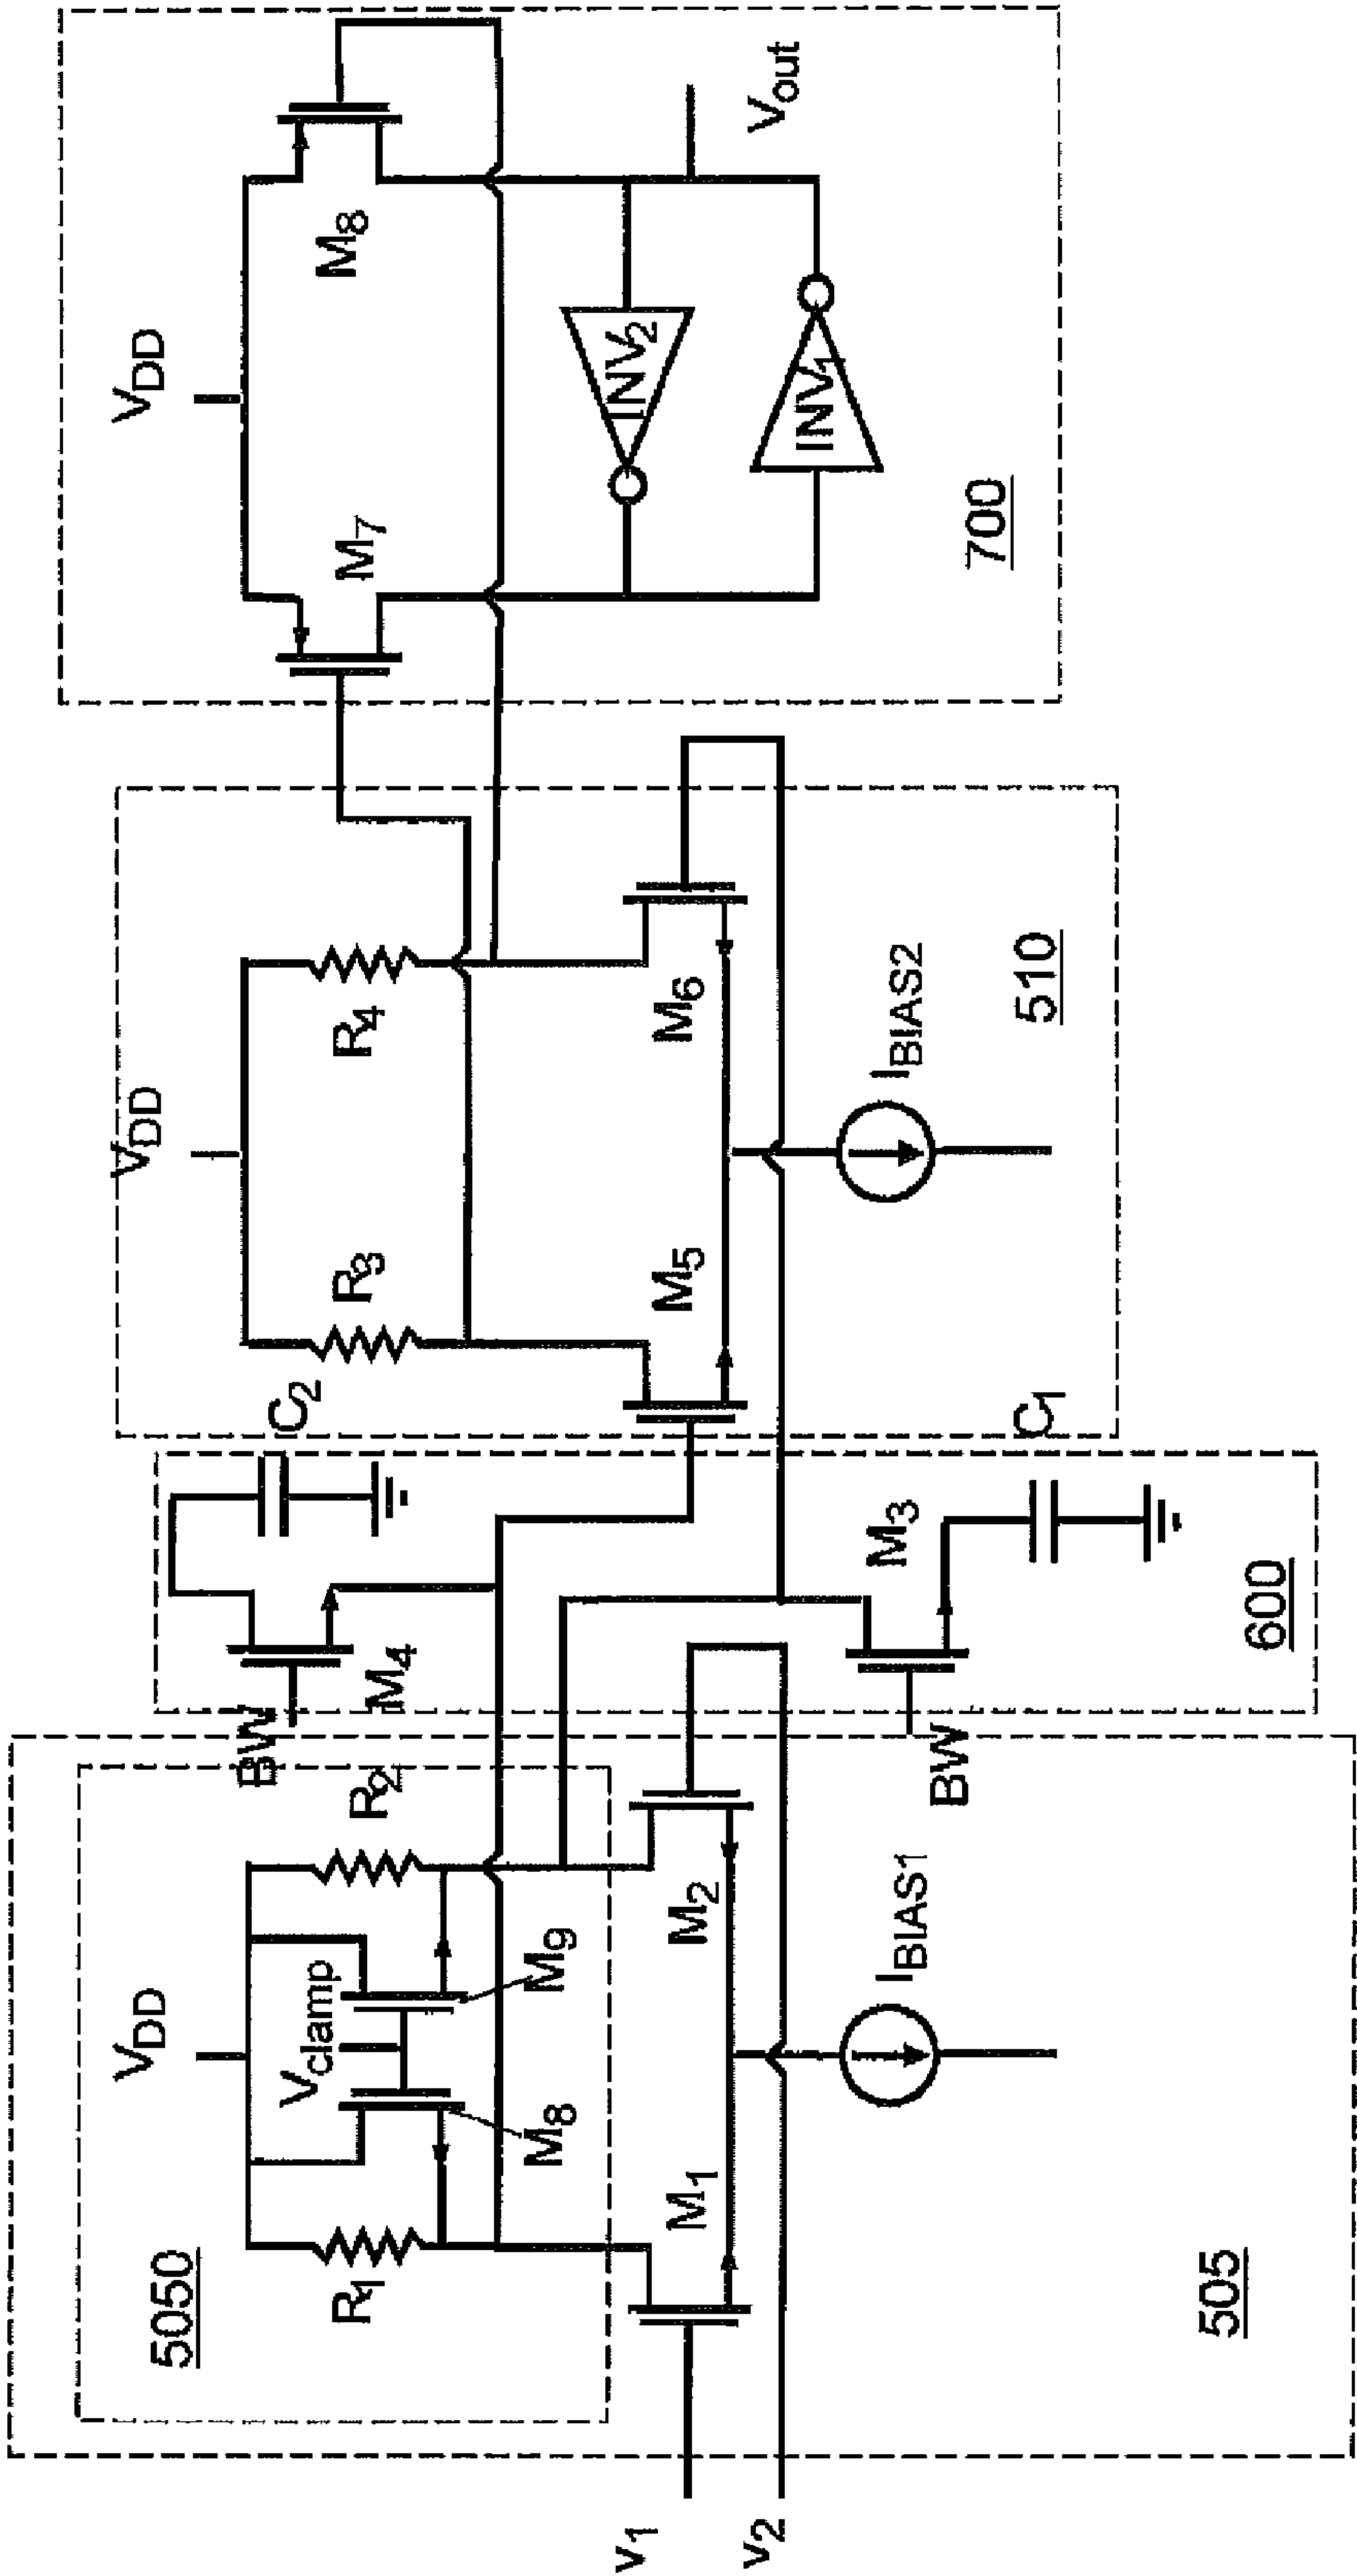 V1
V2
5050
R1
VDD
Vclamp
M8
M9
R2
M1
M2
IBIAS1
505
BW
M4
C2
BW
M3
C1
600
VDD
R3
R4
M5
M6
IBIAS2
510
VDD
M7
M8
INV2
INV1
Vout
700